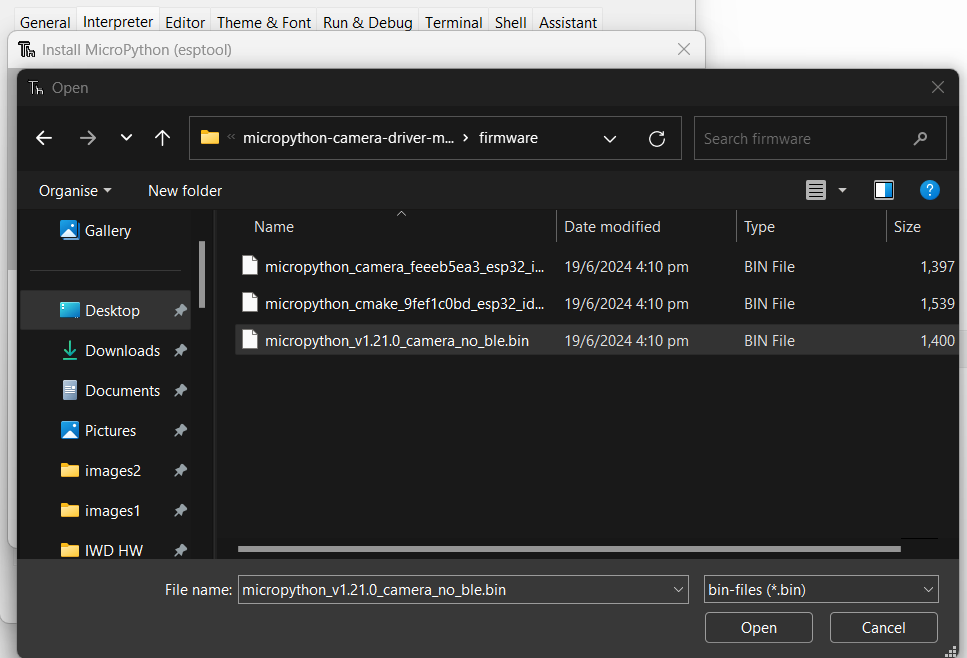 General Interpreter Editor Theme & Font Run & Debug Terminal Shell Assistant
Install MicroPython (esptool)
Open
micropython-camera-driver-m... firmware
Search firmware
Organise New folder
Name Date modified Type Size
Gallery
Desktop
Downloads
Documents
Pictures
images2
images1
IWD HW
micropython_camera_feeeb5ea3_esp32_i... 19/6/2024 4:10 pm BIN File 1,397
micropython_cmake_9fef1c0bd_esp32_id... 19/6/2024 4:10 pm BIN File 1,539
micropython_v1.21.0_camera_no_ble.bin 19/6/2024 4:10 pm BIN File 1,400
File name: micropython_v1.21.0_camera_no_ble.bin bin-files (*.bin)
Open Cancel